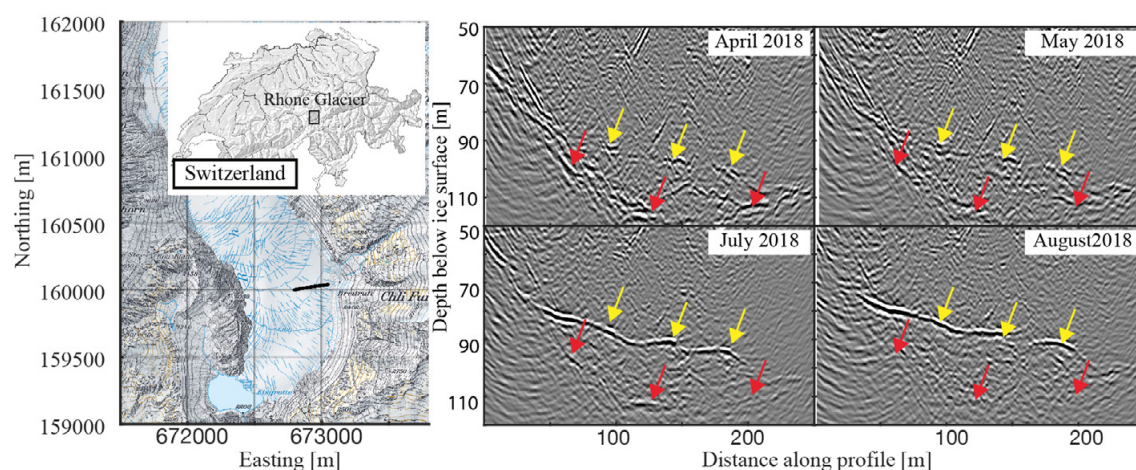 162000
161500
161000
160500
160000
159500
159000
Northing [m]
672000
673000
Easting [m]
Rhone Glacier
Switzerland
Chli Fur
Depth below ice surface [m]
50
70
90
110
50
70
90
110
April 2018
May 2018
July 2018
August2018
100
200
100
200
Distance along profile [m]